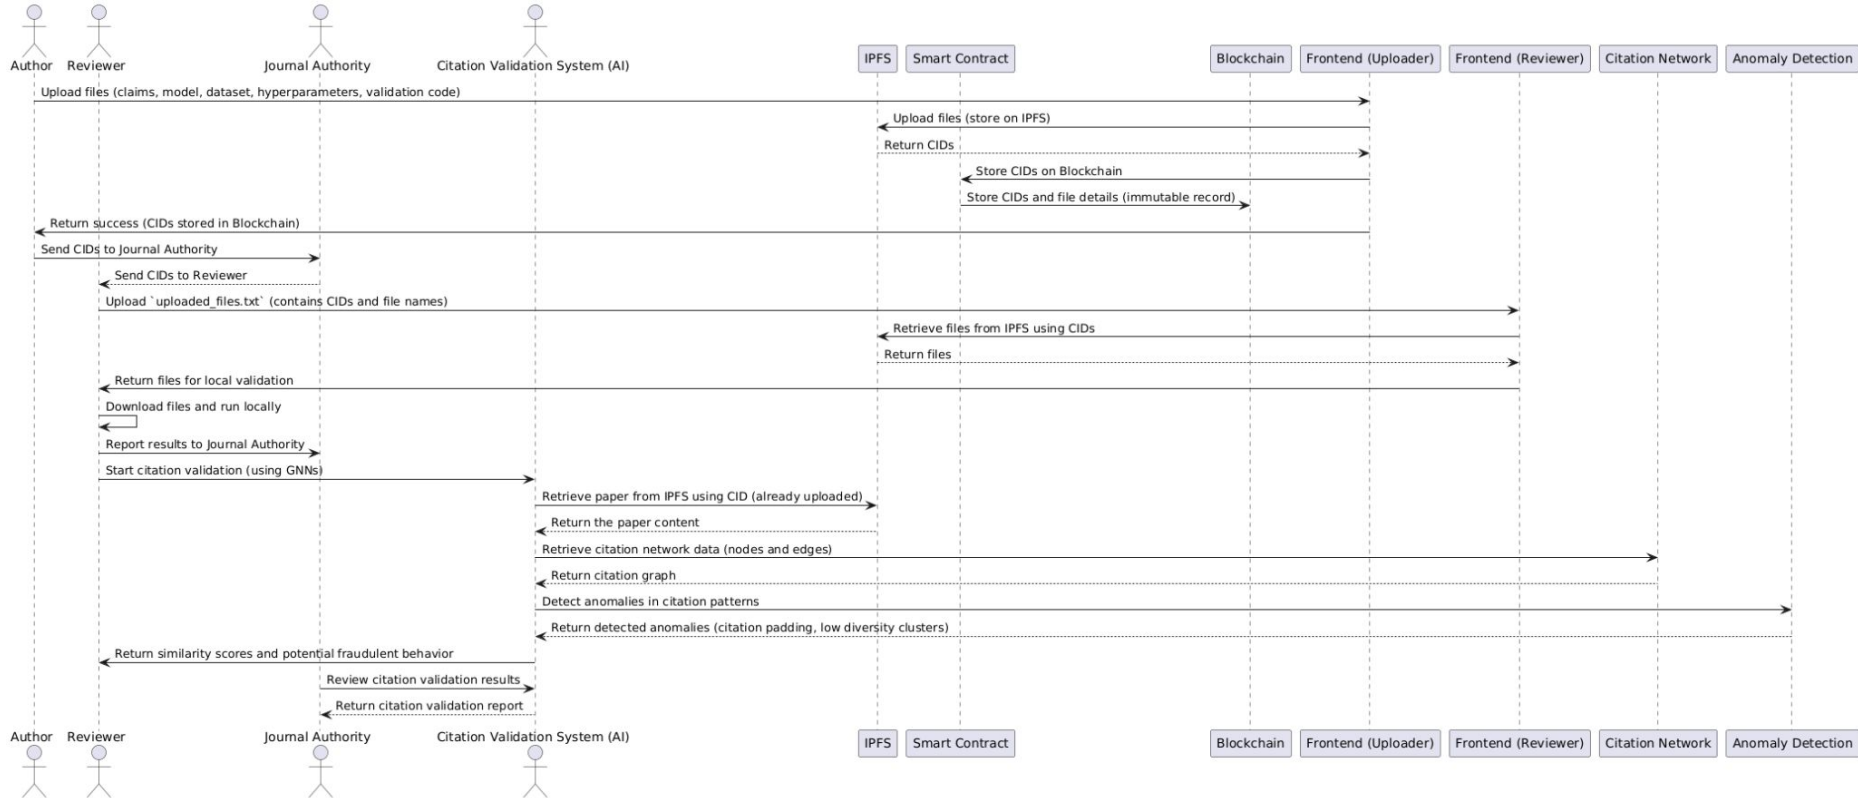 Author Reviewer Journal Authority Citation Validation System (AI) IPFS Smart Contract Blockchain Frontend (Uploader) Frontend (Reviewer) Citation Network Anomaly Detection
Upload files (claims, model, dataset, hyperparameters, validation code)
Upload files (store on IPFS)
Return CIDs
Store CIDs on Blockchain
Store CIDs and file details (immutable record)
Return success (CIDs stored in Blockchain)
Send CIDs to Journal Authority
Send CIDs to Reviewer
Upload `uploaded_files.txt` (contains CIDs and file names)
Retrieve files from IPFS using CIDs
Return files
Return files for local validation
Download files and run locally
Report results to Journal Authority
Start citation validation (using GNNs)
Retrieve paper from IPFS using CID (already uploaded)
Return the paper content
Retrieve citation network data (nodes and edges)
Return citation graph
Detect anomalies in citation patterns
Return detected anomalies (citation padding, low diversity clusters)
Return similarity scores and potential fraudulent behavior
Review citation validation results
Return citation validation report
Author Reviewer Journal Authority Citation Validation System (AI) IPFS Smart Contract Blockchain Frontend (Uploader) Frontend (Reviewer) Citation Network Anomaly Detection